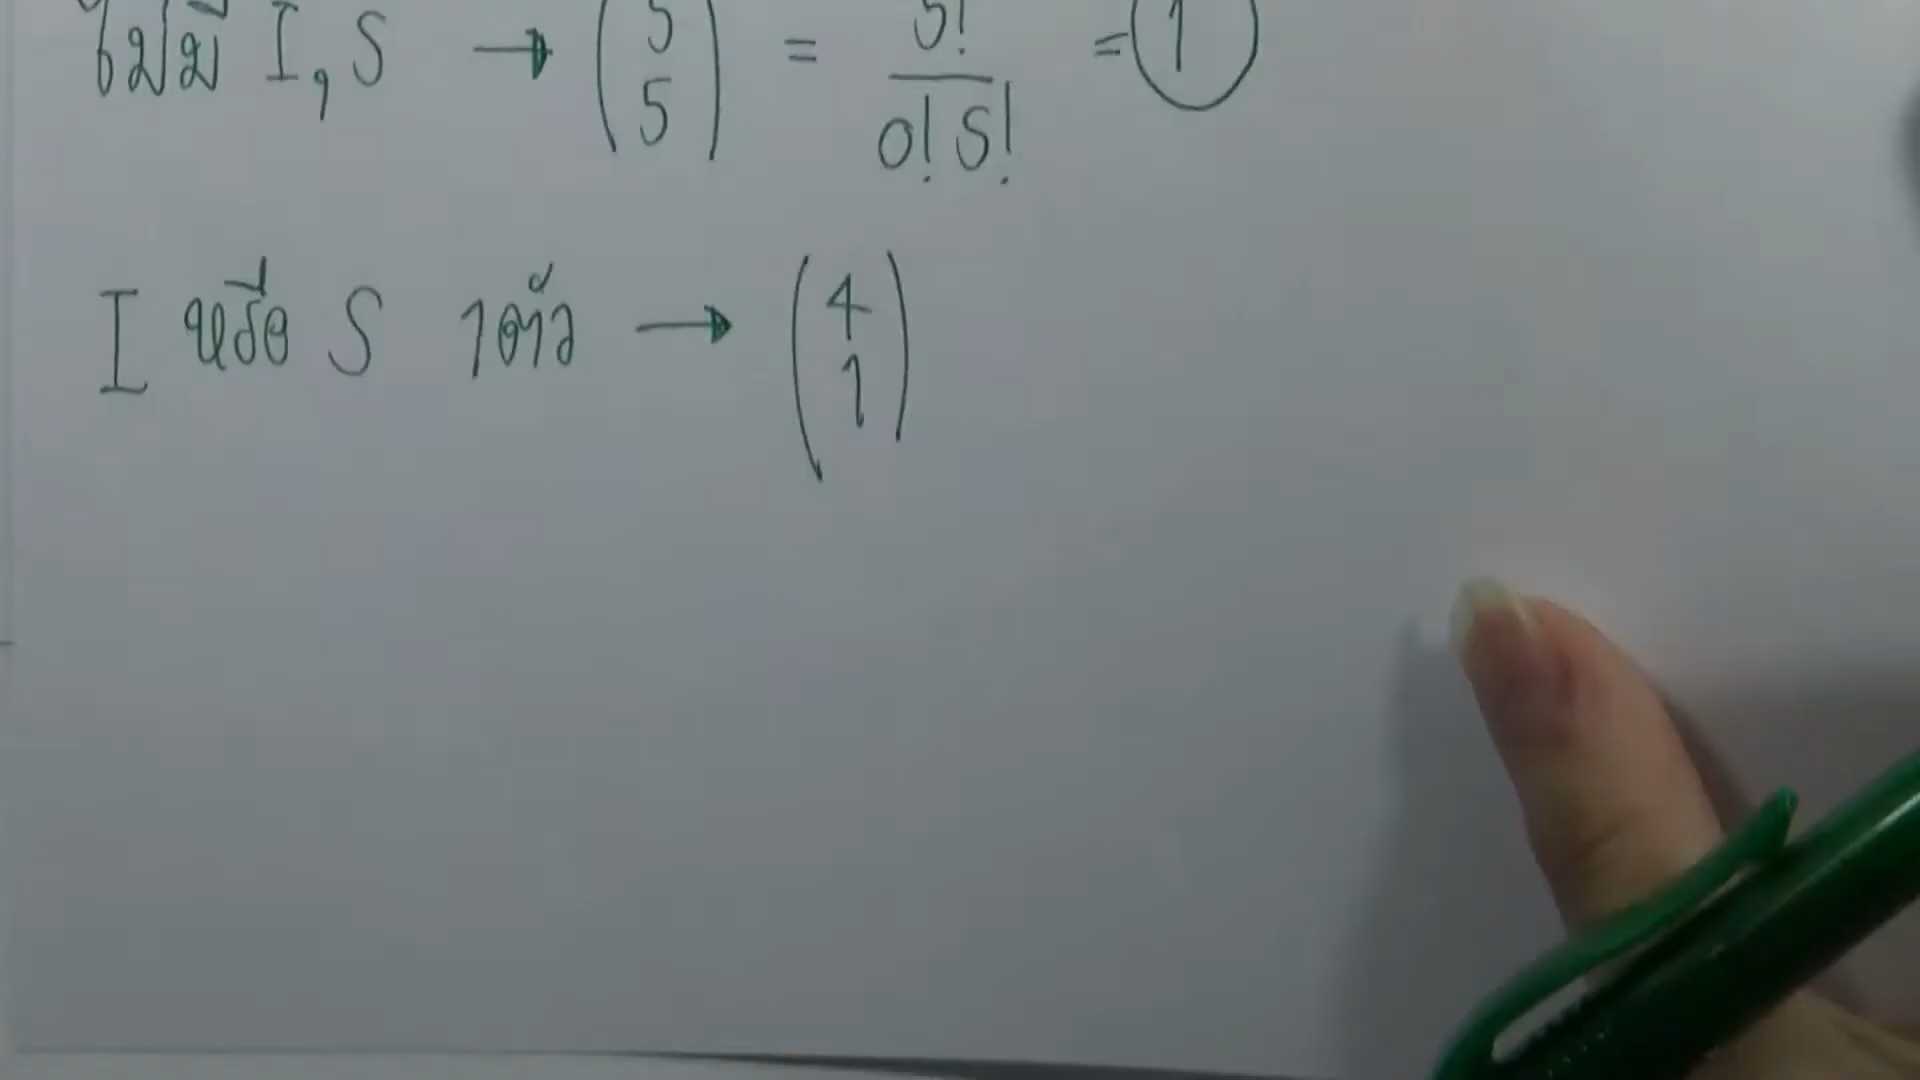 ไม่มี I, S → (5 5) = 5! / 0! 5! = 1
I หรือ S 1 ตัว → (4 1)